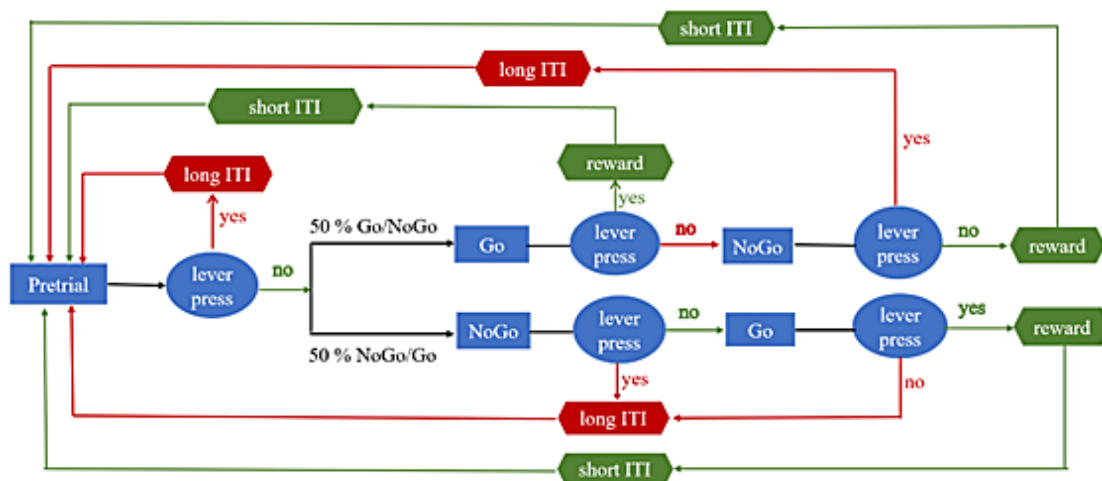 short ITI
long ITI
short ITI
yes
reward
long ITI
yes
yes
50 % Go/NoGo
Go
lever
press
no
NoGo
lever
press
no
reward
Pretrial
lever
press
no
NoGo
lever
press
no
Go
lever
press
yes
reward
50 % NoGo/Go
yes
no
long ITI
short ITI